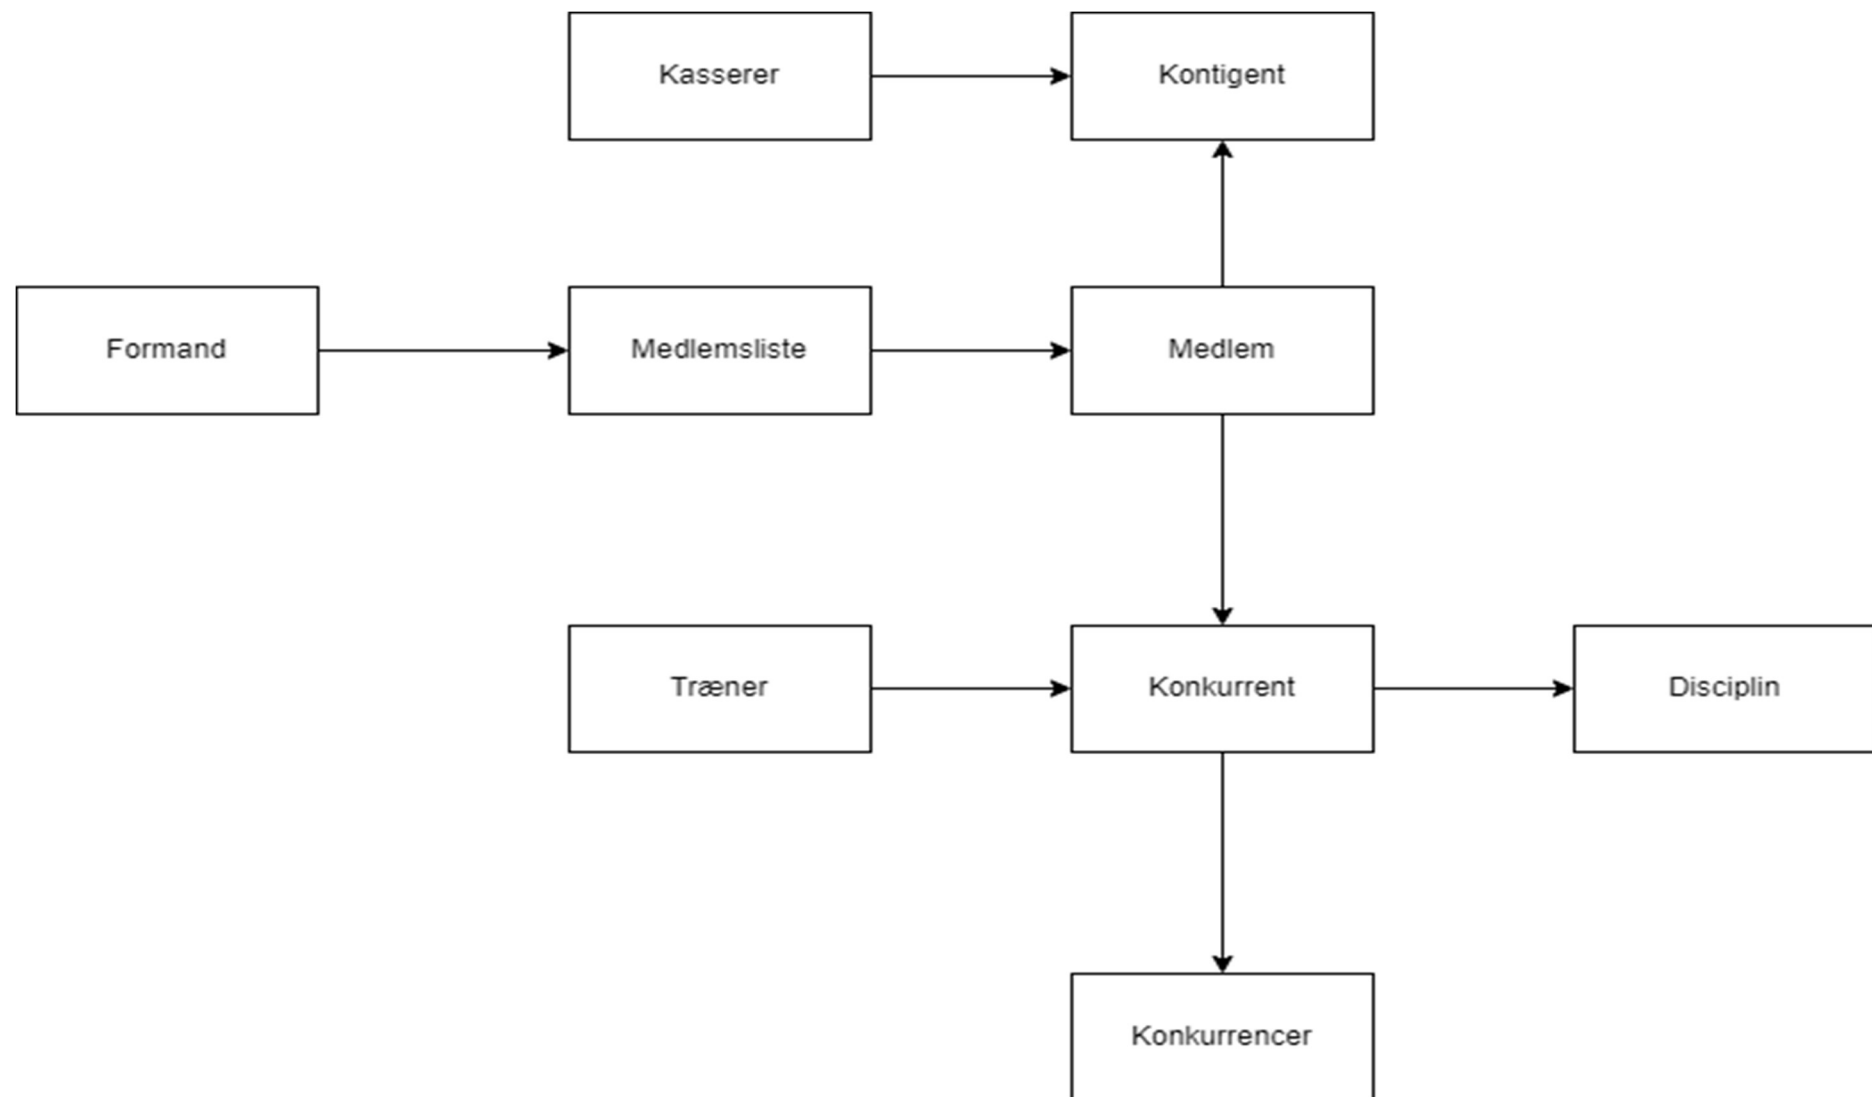 Kasserer
Kontigent
Formand
Medlemsliste
Medlem
Træner
Konkurrent
Disciplin
Konkurrencer